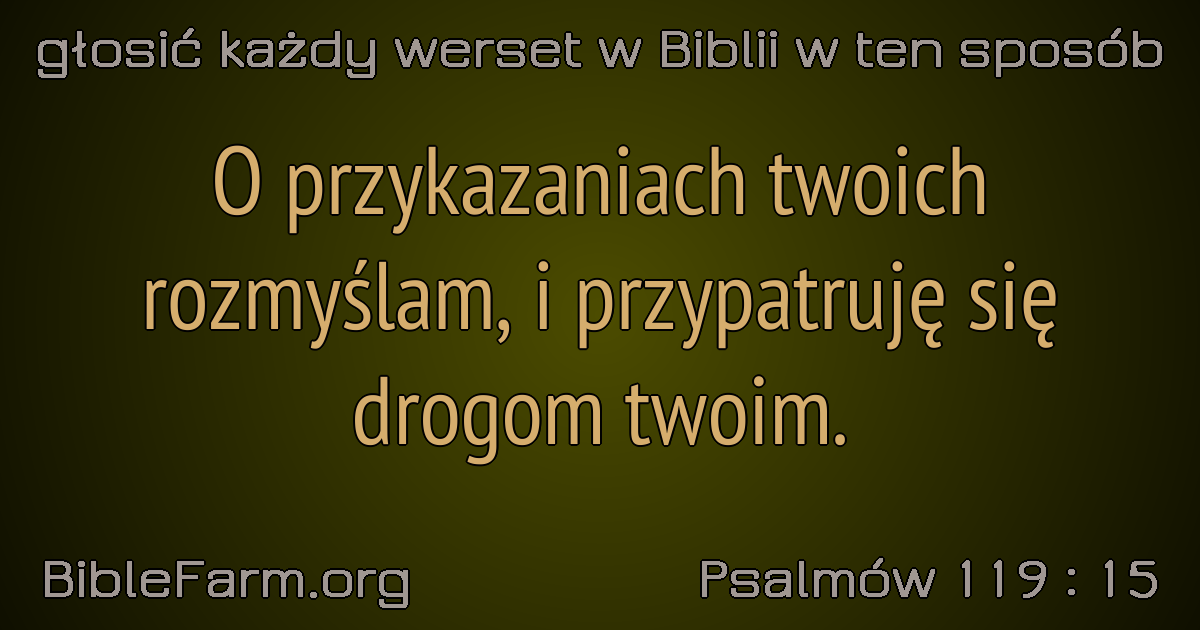 głosić każdy werset w Biblii w ten sposób
O przykazaniach twoich
rozmyślam, i przypatruję się
drogom twoim.
BibleFarm.org
Psalmów 119 : 15